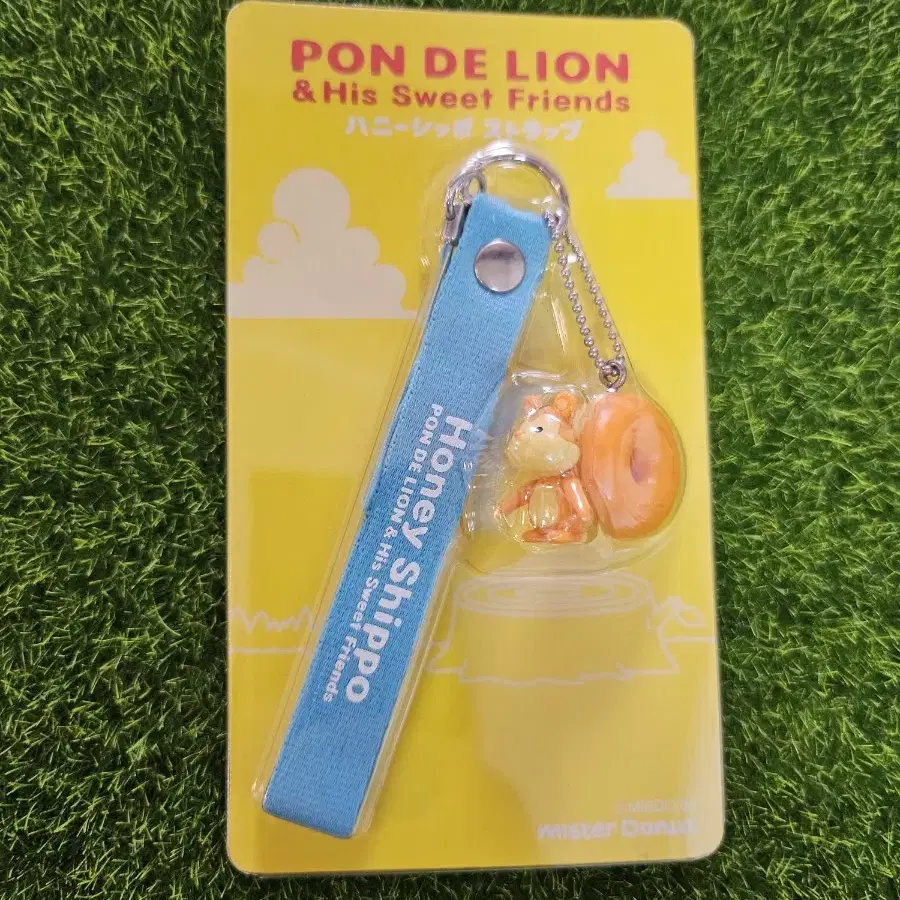 PON DE LION
& His Sweet Friends
ハニーシッポ ストラップ
Honey Shippo
PON DE LION & His Sweet Friends
mister Donut